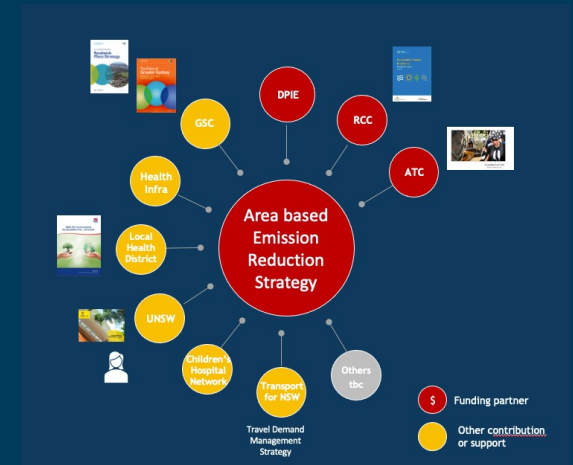 DPIE
RCC
ATC
GSC
Health
Infra
Local
Health
District
UNSW
Children's
Hospital
Network
Transport
for NSW
Others
tbc
Area based
Emission
Reduction
Strategy
Travel Demand
Management
Strategy
$ Funding partner
Other contribution
or support